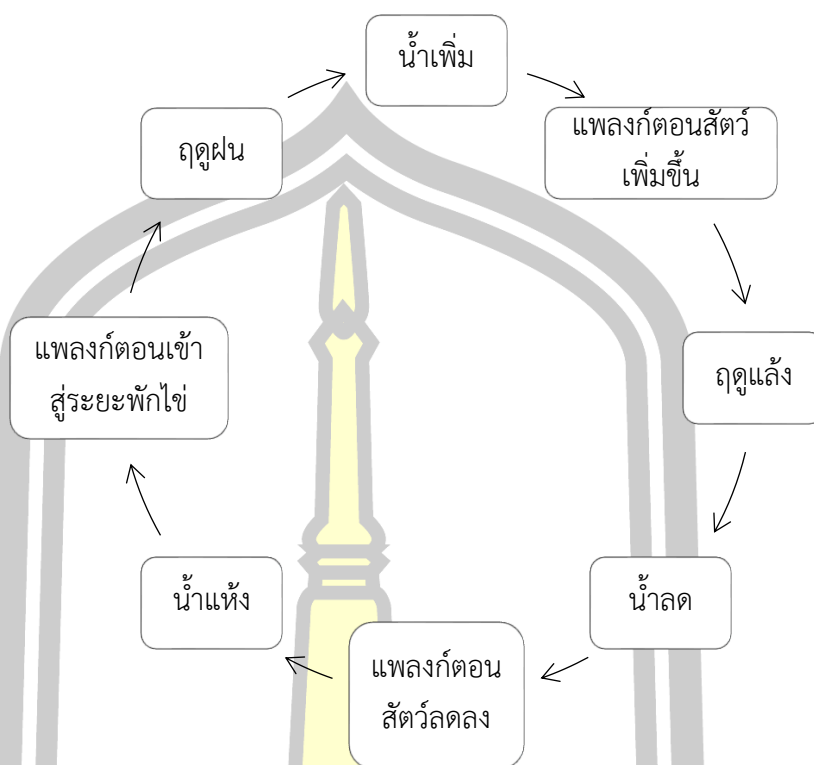 น้ำเพิ่ม
แพลงก์ตอนสัตว์
เพิ่มขึ้น
ฤดูแล้ง
น้ำลด
แพลงก์ตอน
สัตว์ลดลง
น้ำแห้ง
แพลงก์ตอนเข้า
สู่ระยะพักไข่
ฤดูฝน